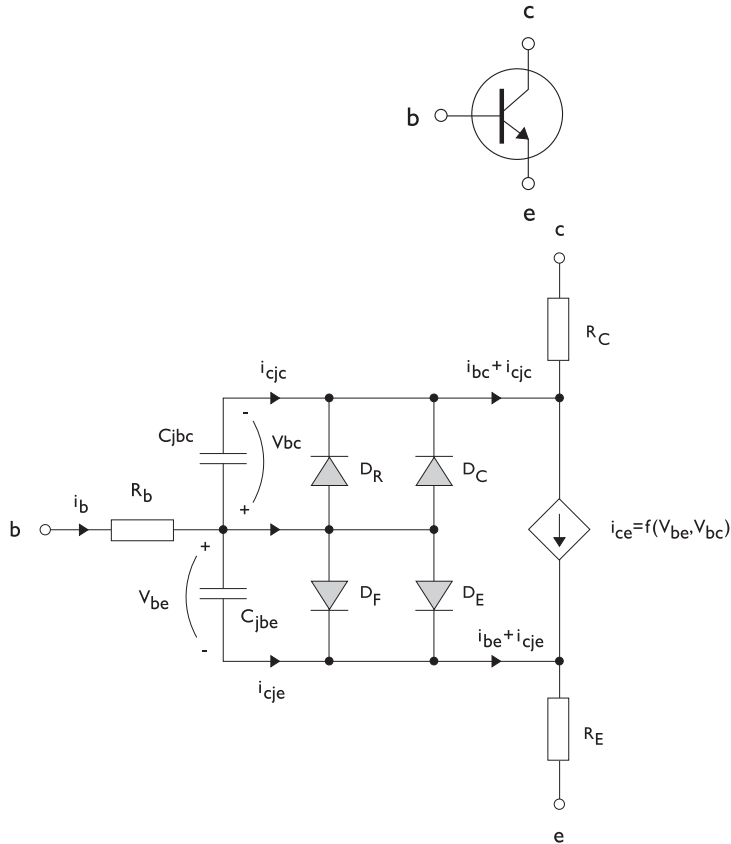 c
b
e
c
R_C
i_cjc
i_bc+i_cjc
-
C_jbc
V_bc
D_R
D_C
R_b
i_b
+
b
i_ce=f(V_be,V_bc)
+
D_F
D_E
V_be
C_jbe
i_be+i_cje
-
i_cje
R_E
e